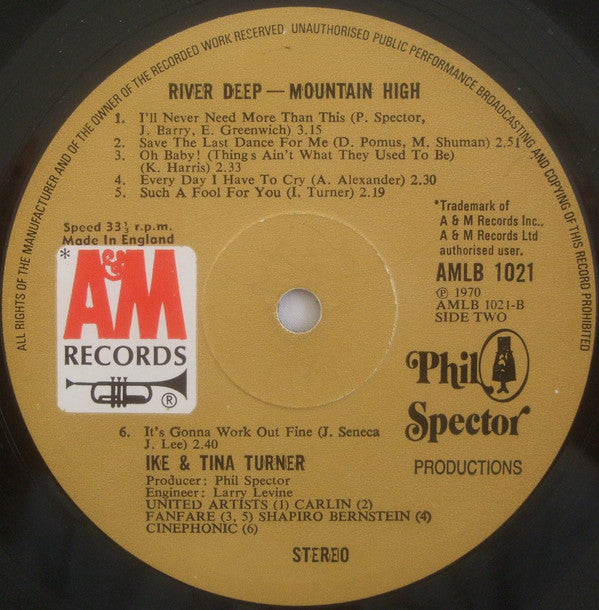 ALL RIGHTS OF THE MANUFACTURER AND OF THE OWNER OF THE RECORDED WORK RESERVED. UNAUTHORISED PUBLIC PERFORMANCE BROADCASTING AND COPYING OF THIS RECORD PROHIBITED
RIVER DEEP—MOUNTAIN HIGH
1. I'll Never Need More Than This (P. Spector,
J. Barry, E. Greenwich) 3.15
2. Save The Last Dance For Me (D. Pomus, M. Shuman) 2.51
3. Oh Baby! (Thing's Ain't What They Used To Be)
(K. Harris) 2.33
4. Every Day I Have To Cry (A. Alexander) 2.30
5. Such A Fool For You (I. Turner) 2.19
Speed 33⅓ r.p.m.
Made In England
*
A&M
RECORDS
®
*Trademark of
A & M Records Inc.,
A & M Records Ltd
authorised user.
AMLB 1021
℗ 1970
AMLB 1021-B
SIDE TWO
Phil
Spector
PRODUCTIONS
6. It's Gonna Work Out Fine (J. Seneca
J. Lee) 2.40
IKE & TINA TURNER
Producer: Phil Spector
Engineer: Larry Levine
UNITED ARTISTS (1) CARLIN (2)
FANFARE (3, 5) SHAPIRO BERNSTEIN (4)
CINEPHONIC (6)
STEREO